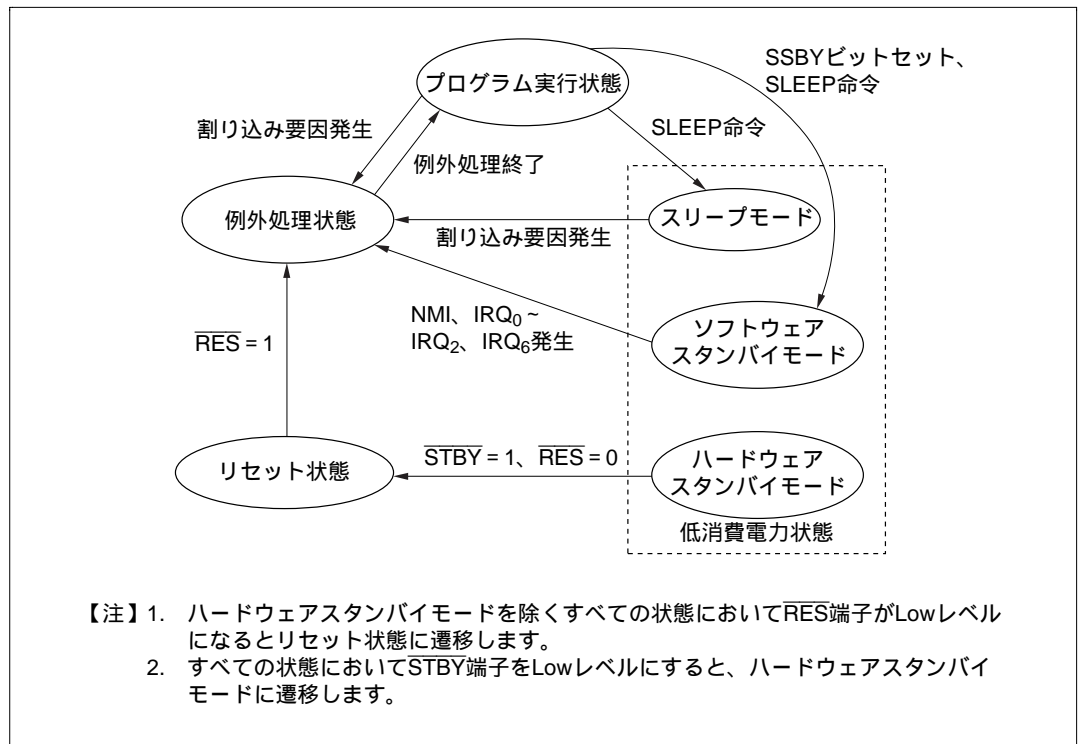 プログラム実行状態
SSBYビットセット、
SLEEP命令
割り込み要因発生
SLEEP命令
例外処理終了
例外処理状態
スリープモード
割り込み要因発生
NMI、IRQ₀~
IRQ₂、IRQ₆発生
ソフトウェア
スタンバイモード
R̅E̅S̅ = 1
S̅T̅B̅Y̅ = 1、R̅E̅S̅ = 0
リセット状態
ハードウェア
スタンバイモード
低消費電力状態
【注】1. ハードウェアスタンバイモードを除くすべての状態においてR̅E̅S̅端子がLowレベル
になるとリセット状態に遷移します。
2. すべての状態においてS̅T̅B̅Y̅端子をLowレベルにすると、ハードウェアスタンバイ
モードに遷移します。